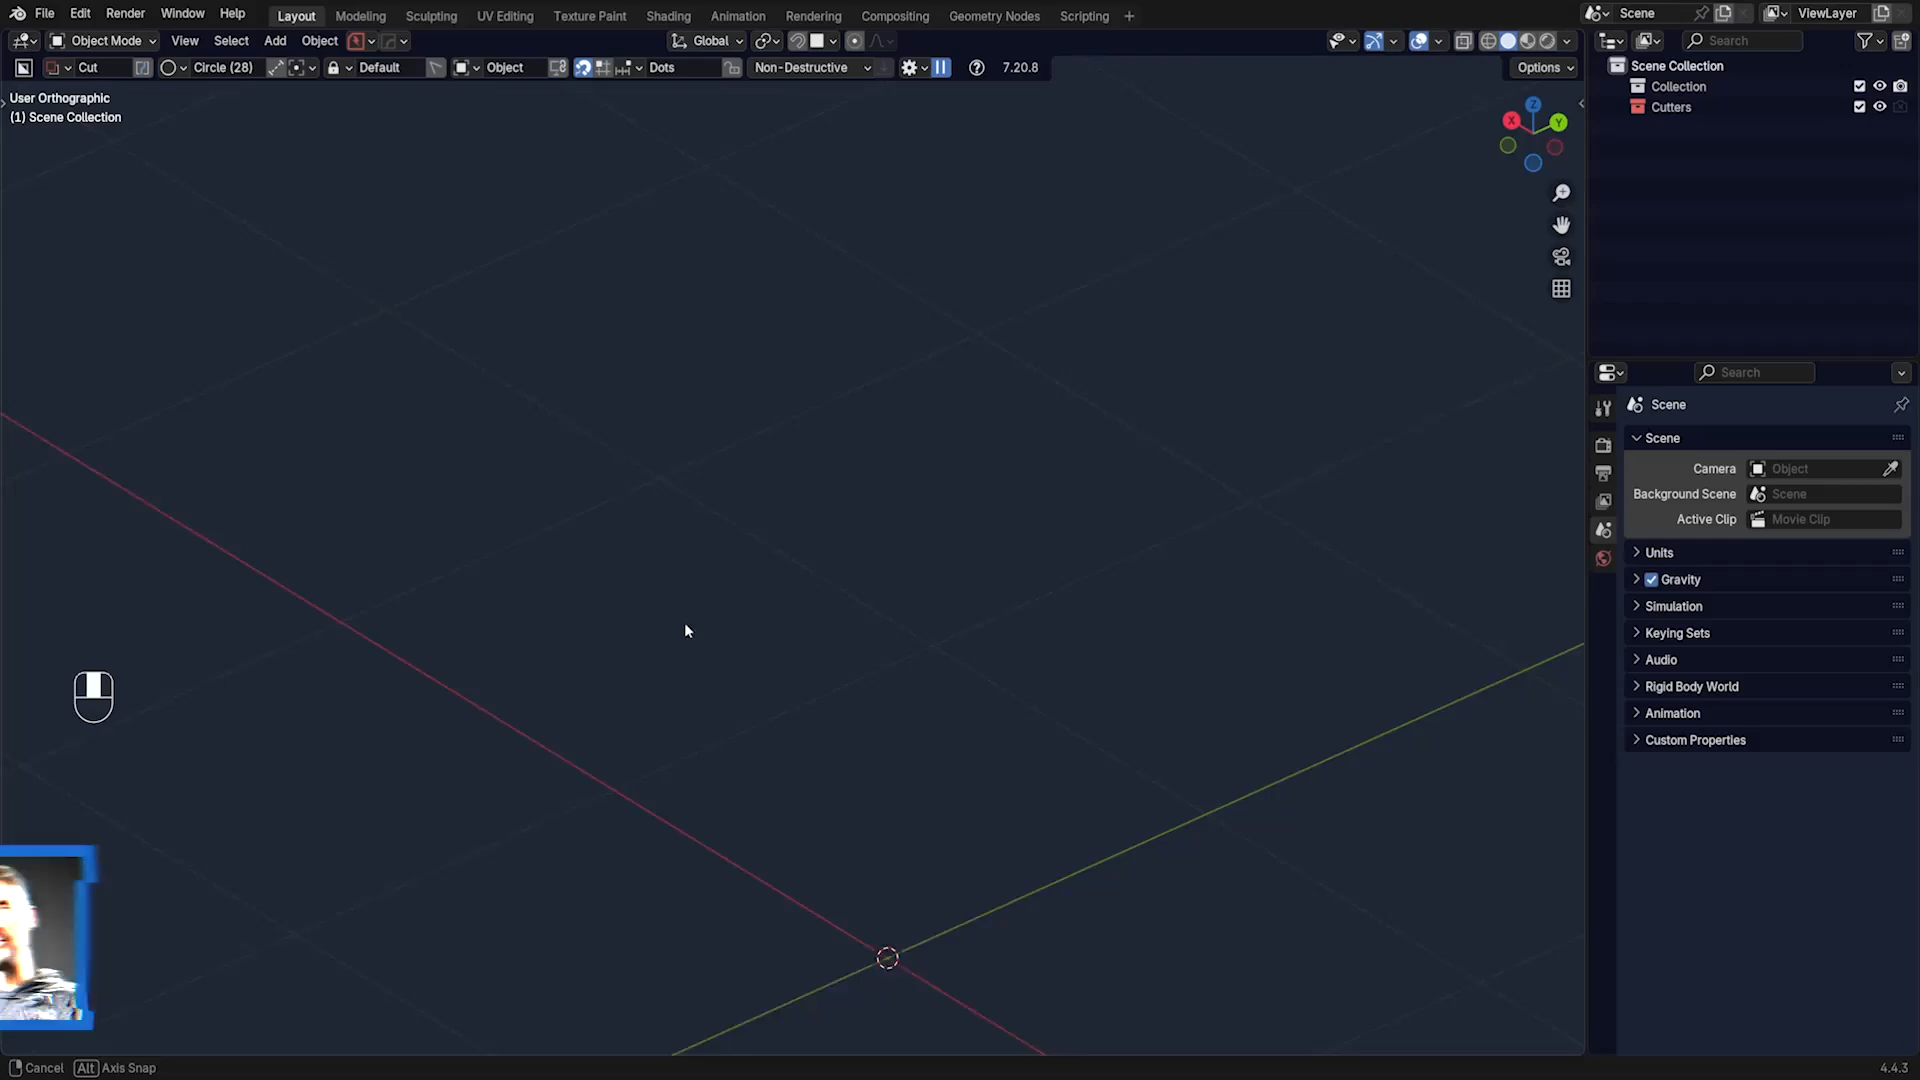 File Edit Render Window Help Layout Modeling Sculpting UV Editing Texture Paint Shading Animation Rendering Compositing Geometry Nodes Scripting + Scene ViewLayer
Object Mode View Select Add Object Global Search
Cut Circle (28) Default Object Dots Non-Destructive 7.20.8 Options
User Orthographic
(1) Scene Collection
X Y Z
Scene Collection
Collection
Cutters
Search
Scene
Scene
Camera Object
Background Scene Scene
Active Clip Movie Clip
Units
Gravity
Simulation
Keying Sets
Audio
Rigid Body World
Animation
Custom Properties
Cancel Alt Axis Snap 4.4.3